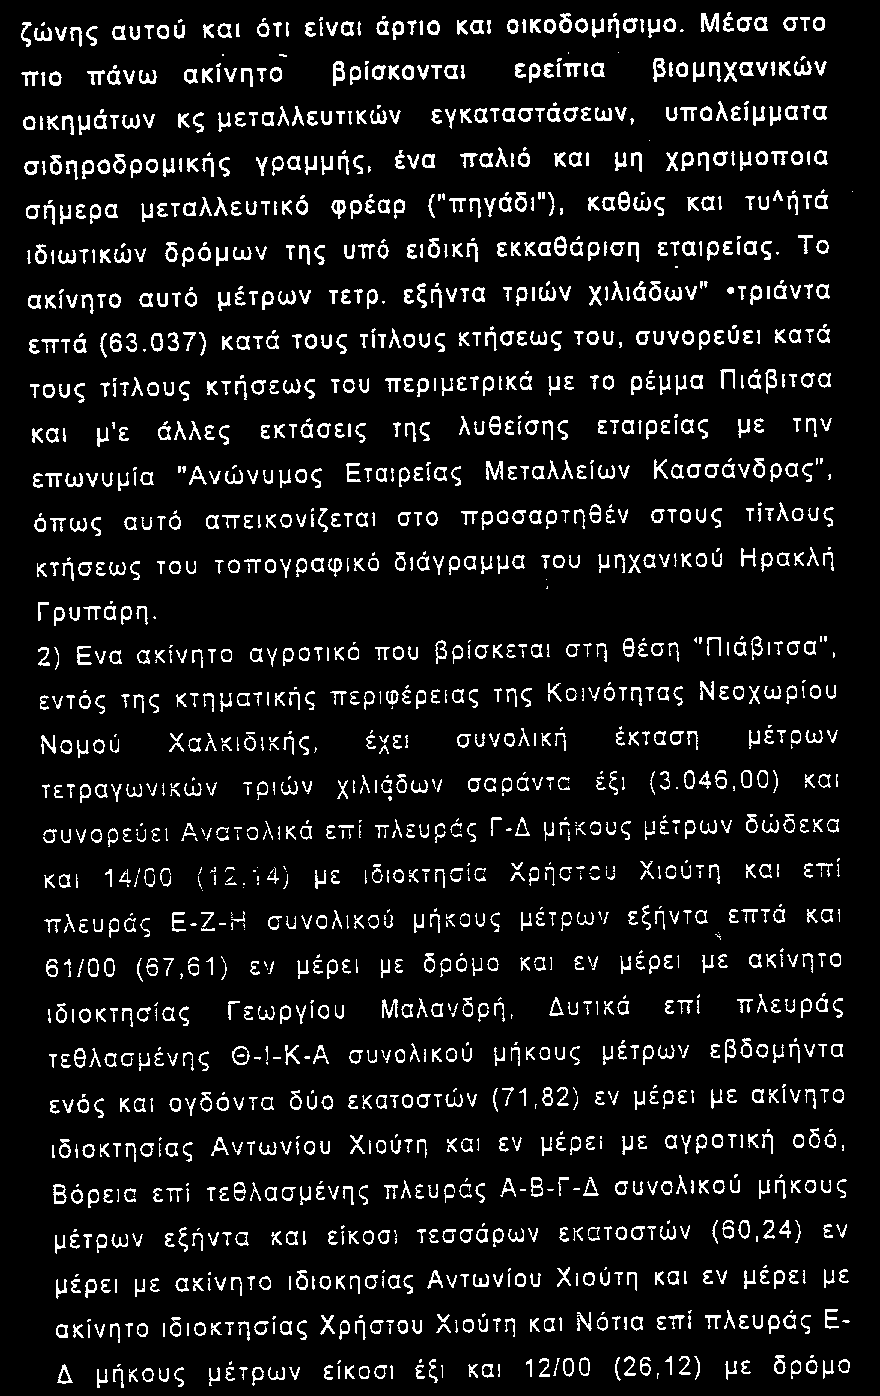 ζώνης αυτού και ότι είναι άρτιο και οικοδομήσιμο. Μέσα στο
πιο πάνω ακίνητο βρίσκονται ερείπια βιομηχανικών
οικημάτων κς μεταλλευτικών εγκαταστάσεων, υπολείμματα
σιδηροδρομικής γραμμής, ένα παλιό και μη χρησιμοποια
σήμερα μεταλλευτικό φρέαρ ("πηγάδι"), καθώς και τυ^ήτά
ιδιωτικών δρόμων της υπό ειδική εκκαθάριση εταιρείας. Το
ακίνητο αυτό μέτρων τετρ. εξήντα τριών χιλιάδων" •τριάντα
επτά (63.037) κατά τους τίτλους κτήσεως του, συνορεύει κατά
τους τίτλους κτήσεως του περιμετρικά με το ρέμμα Πιάβιτσα
και μ'ε άλλες εκτάσεις της λυθείσης εταιρείας με την
επωνυμία "Ανώνυμος Εταιρείας Μεταλλείων Κασσάνδρας",
όπως αυτό απεικονίζεται στο προσαρτηθέν στους τίτλους
κτήσεως του τοπογραφικό διάγραμμα του μηχανικού Ηρακλή
Γρυπάρη.
2) Ενα ακίνητο αγροτικό που βρίσκεται στη θέση "Πιάβιτσα",
εντός της κτηματικής περιφέρειας της Κοινότητας Νεοχωρίου
Νομού Χαλκιδικής, έχει συνολική έκταση μέτρων
τετραγωνικών τριών χιλιάδων σαράντα έξι (3.046,00) και
συνορεύει Ανατολικά επί πλευράς Γ-Δ μήκους μέτρων δώδεκα
και 14/00 (12,14) με ιδιοκτησία Χρήστου Χιούτη και επί
πλευράς Ε-Ζ-Η συνολικού μήκους μέτρων εξήντα επτά και
61/00 (67,61) εν μέρει με δρόμο και εν μέρει με ακίνητο
ιδιοκτησίας Γεωργίου Μαλανδρή, Δυτικά επί πλευράς
τεθλασμένης Θ-Ι-Κ-Α συνολικού μήκους μέτρων εβδομήντα
ενός και ογδόντα δύο εκατοστών (71,82) εν μέρει με ακίνητο
ιδιοκτησίας Αντωνίου Χιούτη και εν μέρει με αγροτική οδό,
Βόρεια επί τεθλασμένης πλευράς Α-Β-Γ-Δ συνολικού μήκους
μέτρων εξήντα και είκοσι τεσσάρων εκατοστών (60,24) εν
μέρει με ακίνητο ιδιοκησίας Αντωνίου Χιούτη και εν μέρει με
ακίνητο ιδιοκτησίας Χρήστου Χιούτη και Νότια επί πλευράς Ε-
Δ μήκους μέτρων είκοσι έξι και 12/00 (26,12) με δρόμο